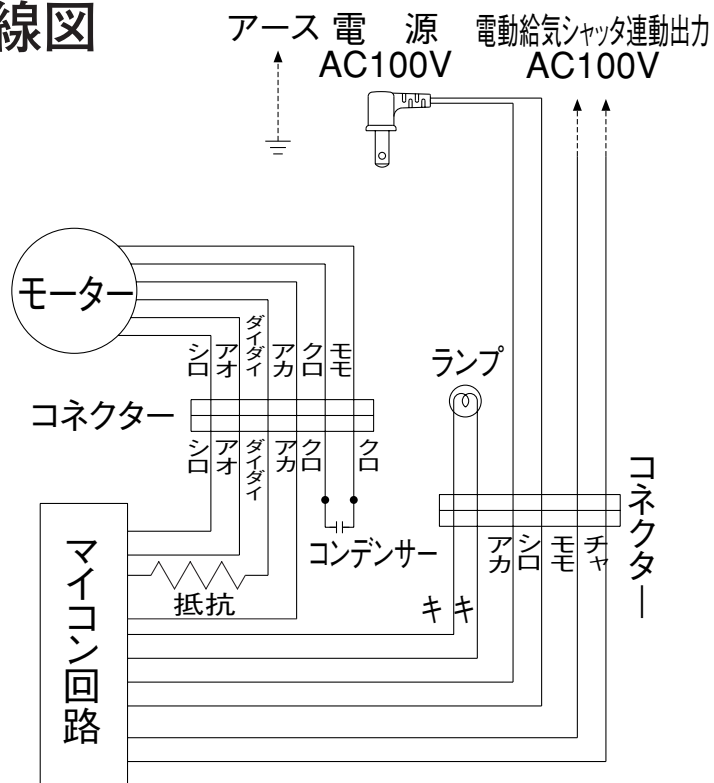 線図
アース
電 源
AC100V
電動給気シャッタ連動出力
AC100V
モーター
シロ
アオ
ダイダイ
アカ
クロ
モモ
コネクター
シロ
アオ
ダイダイ
アカ
クロ
クロ
ランプ
コネクター
コンデンサー
アカ
シロ
モモ
チャ
マイコン回路
抵抗
キ
キ